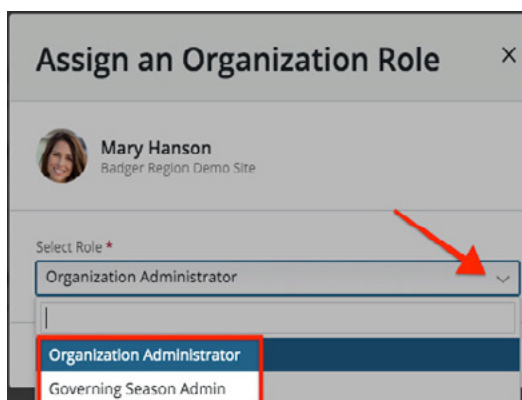 Assign an Organization Role
Mary Hanson
Badger Region Demo Site
Select Role *
Organization Administrator
Organization Administrator
Governing Season Admin